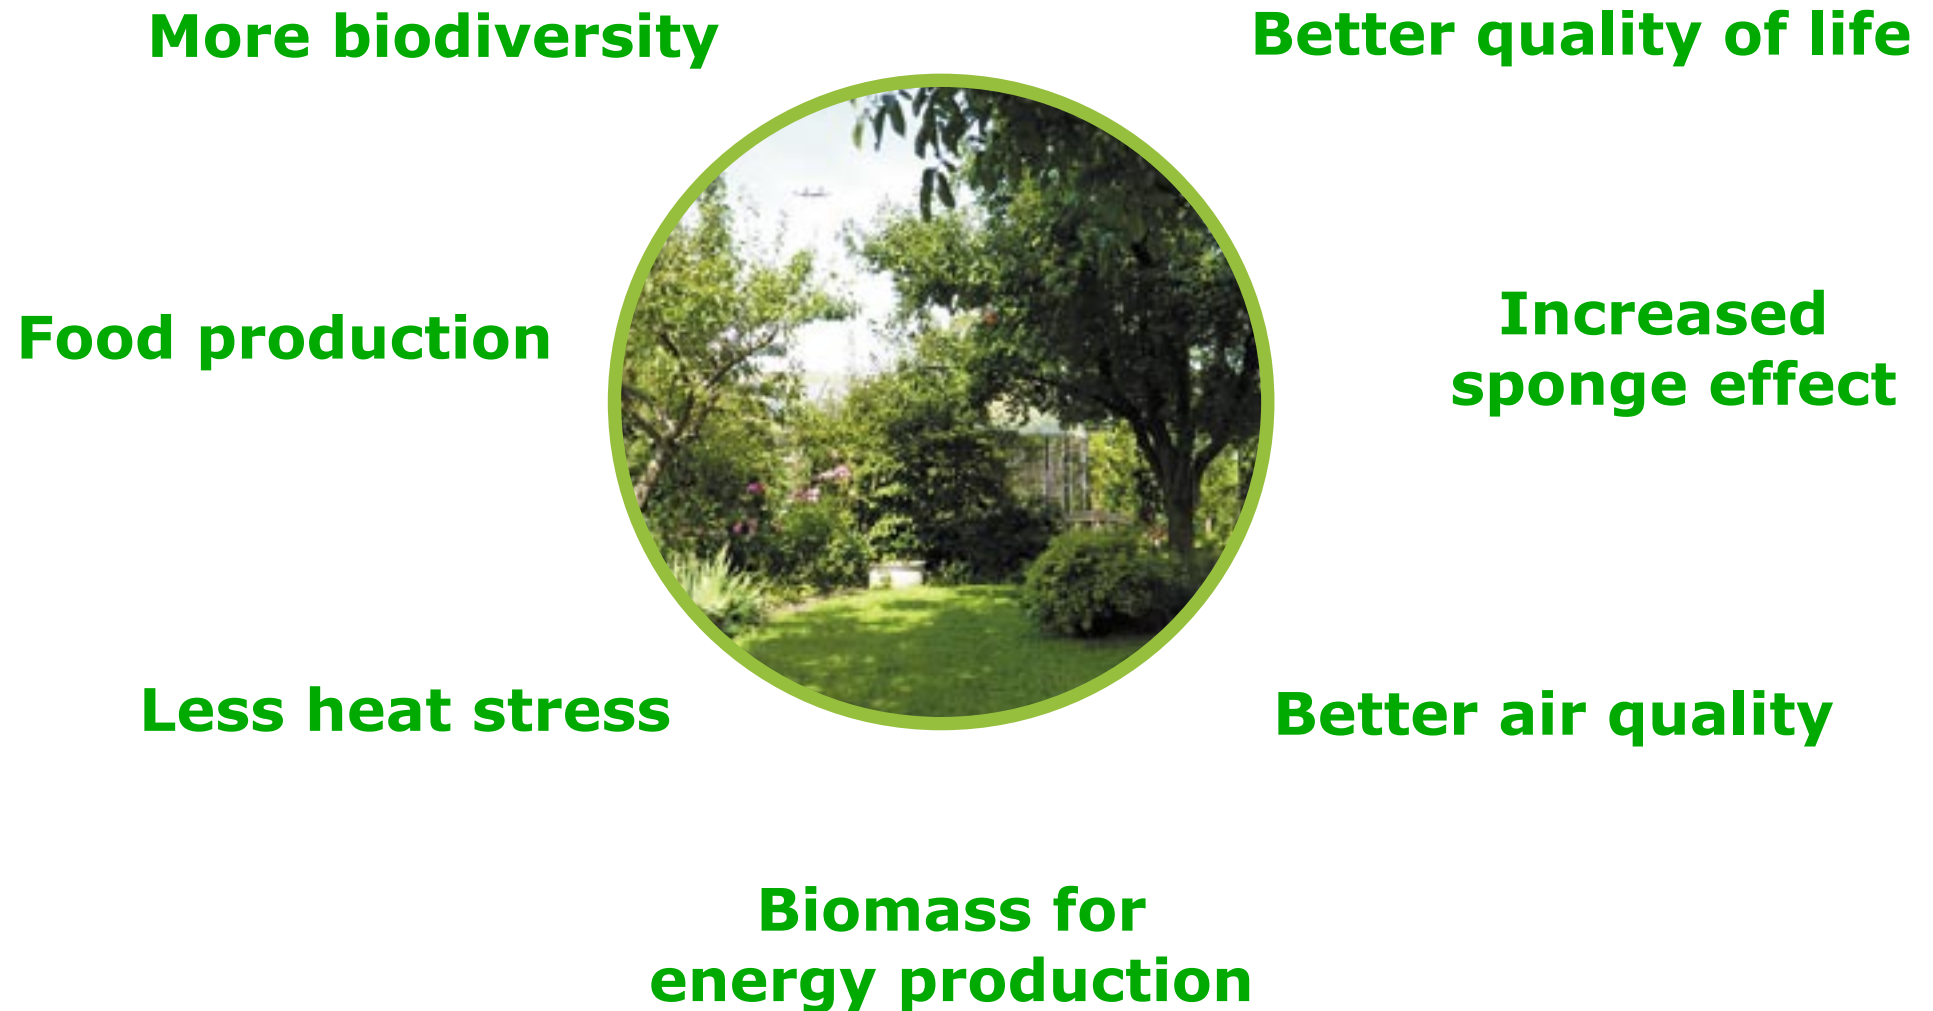 More biodiversity
Better quality of life
Food production
Increased
sponge effect
Less heat stress
Better air quality
Biomass for
energy production